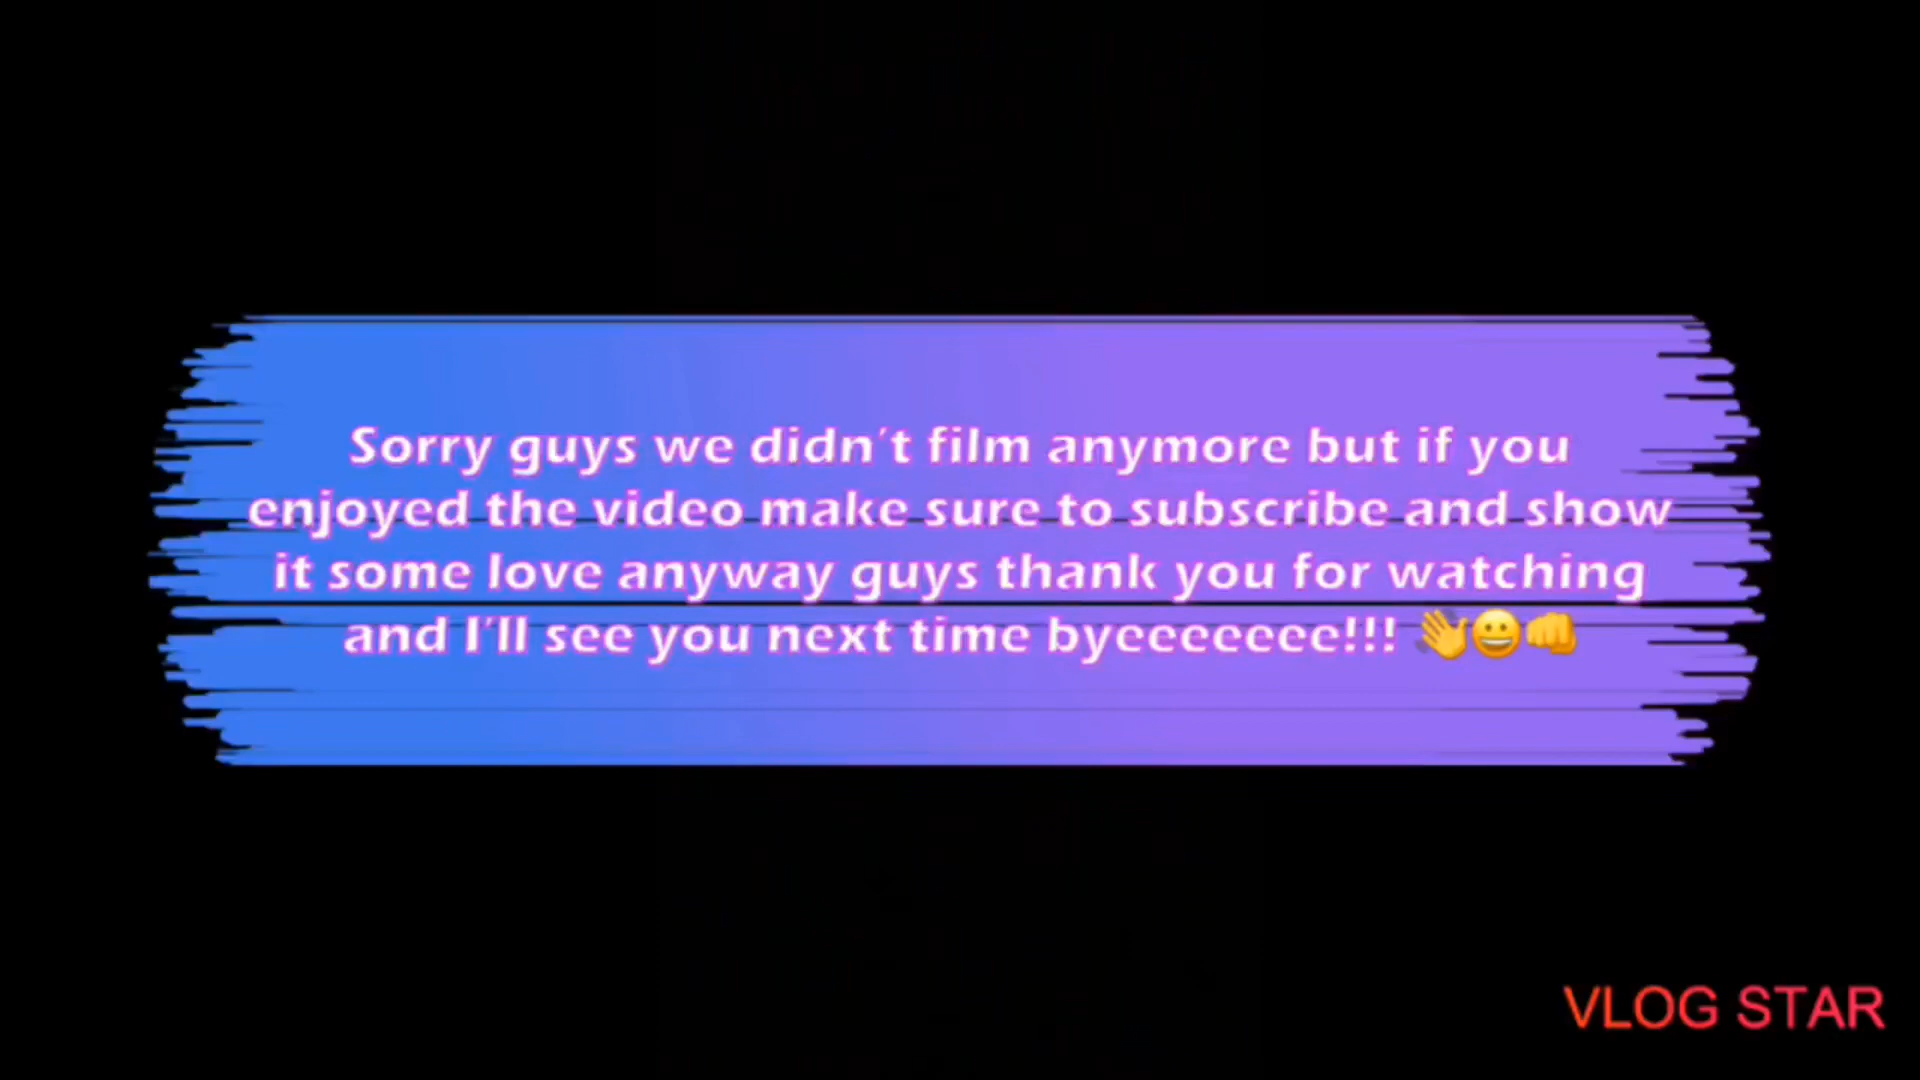 Sorry guys we didn't film anymore but if you
enjoyed the video make sure to subscribe and show
it some love anyway guys thank you for watching
and I'll see you next time byeeeeeee!!! 👋😀👊
VLOG STAR